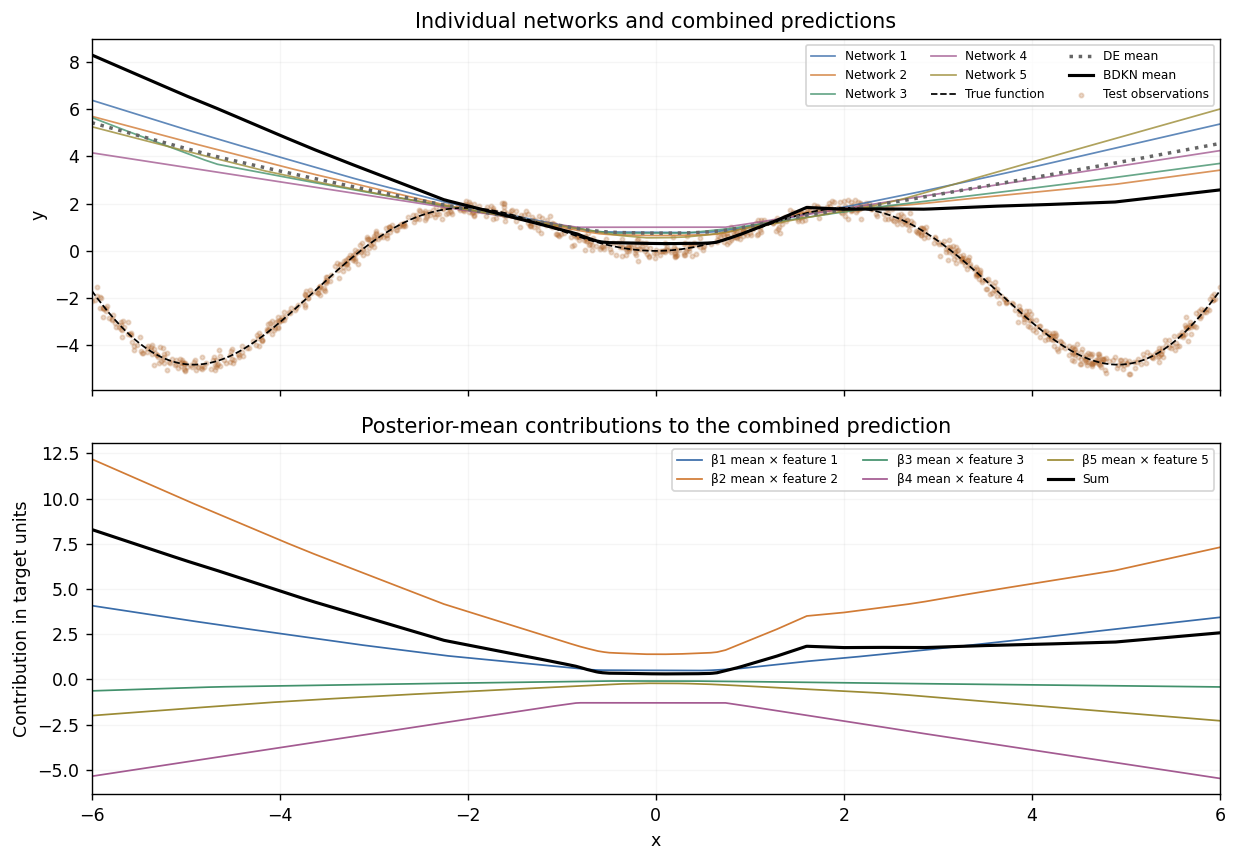 Individual networks and combined predictions
8
6
4
2
0
−2
−4
y
Network 1
Network 2
Network 3
Network 4
Network 5
True function
DE mean
BDKN mean
Test observations
Posterior-mean contributions to the combined prediction
12.5
10.0
7.5
5.0
2.5
0.0
−2.5
−5.0
Contribution in target units
β1 mean × feature 1
β2 mean × feature 2
β3 mean × feature 3
β4 mean × feature 4
β5 mean × feature 5
Sum
−6
−4
−2
0
2
4
6
x